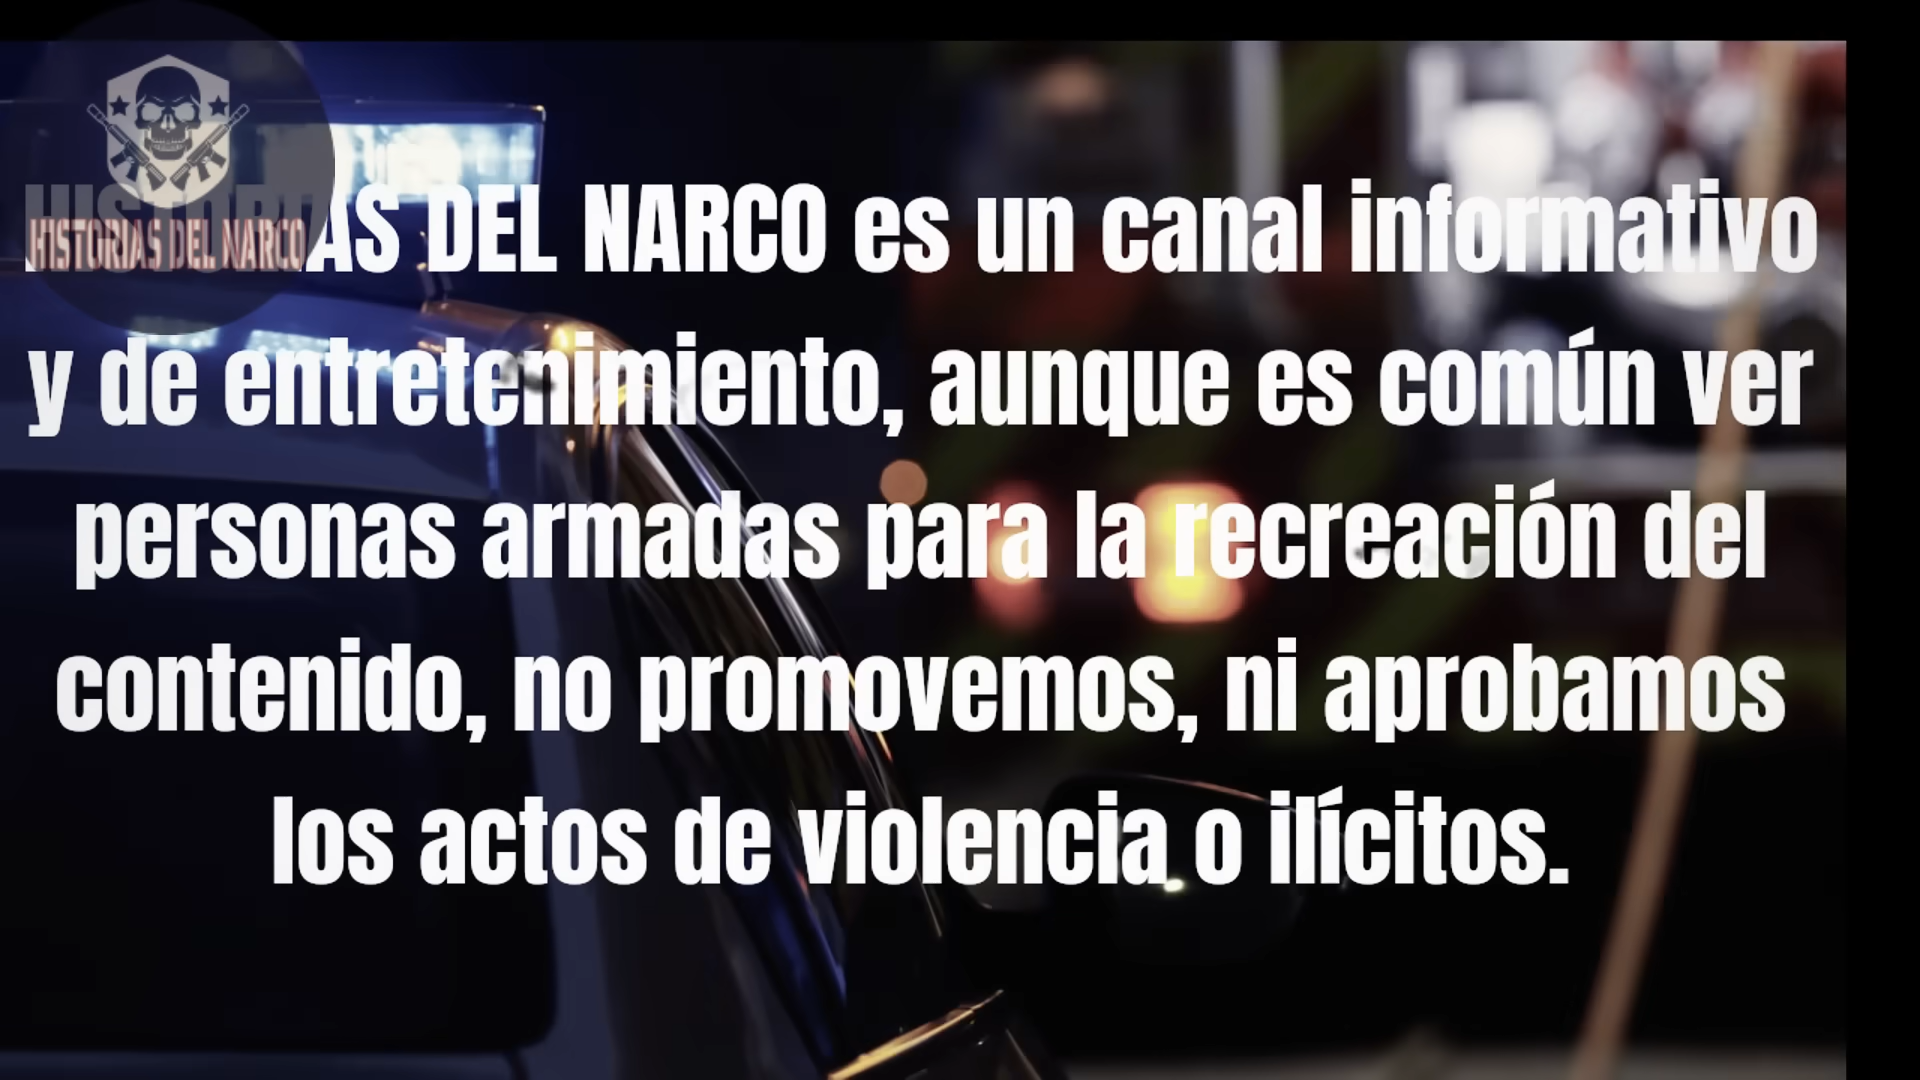 HISTORIAS DEL NARCO
HISTORIAS DEL NARCO es un canal informativo
y de entretenimiento, aunque es común ver
personas armadas para la recreación del
contenido, no promovemos, ni aprobamos
los actos de violencia o ilícitos.